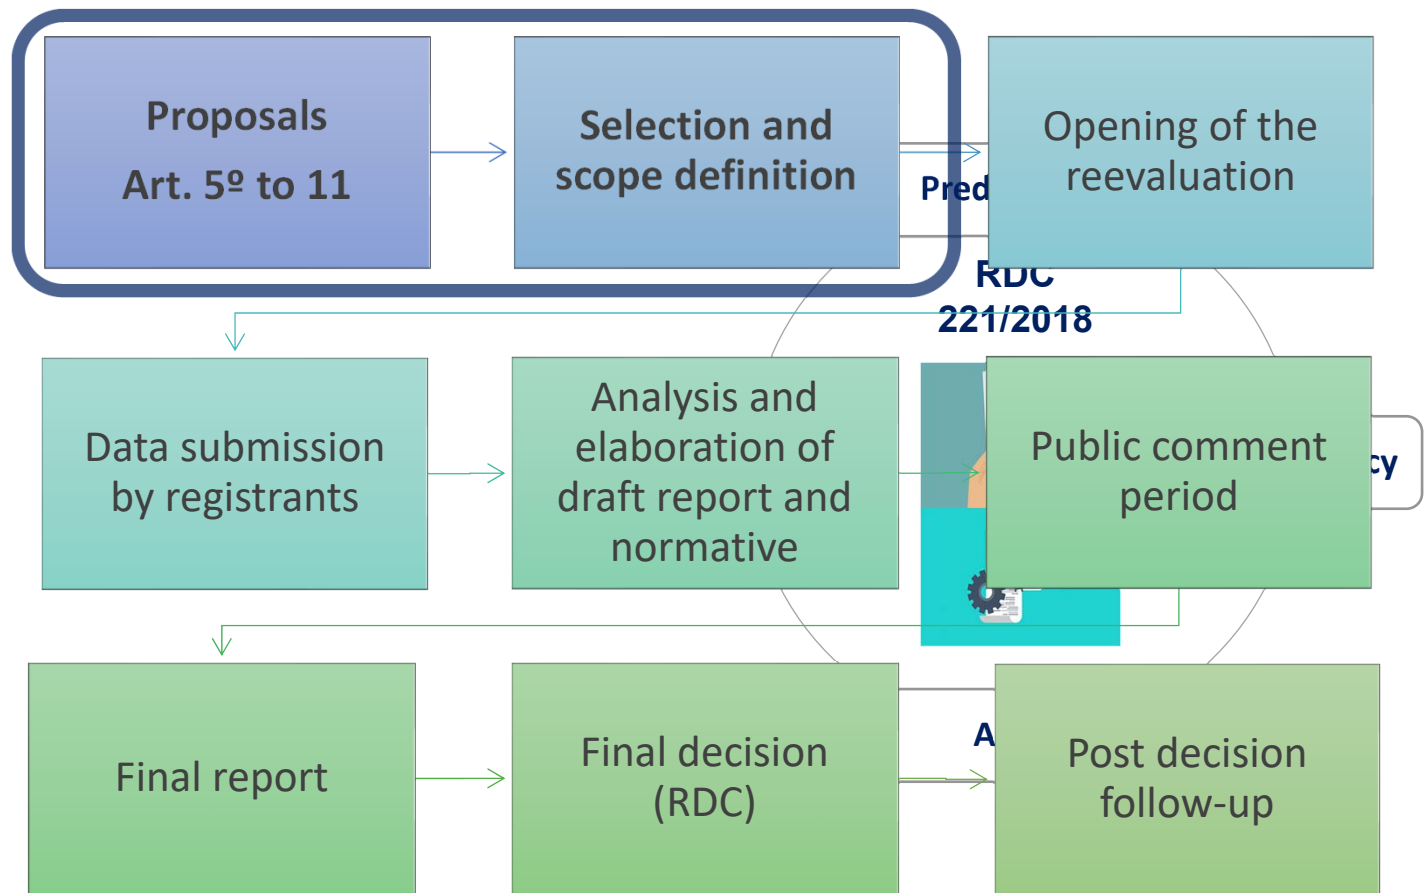 Proposals
Art. 5º to 11
Selection and
scope definition
Opening of the
reevaluation
RDC
221/2018
Data submission
by registrants
Analysis and
elaboration of
draft report and
normative
Public comment
period
Final report
Final decision
(RDC)
Post decision
follow-up